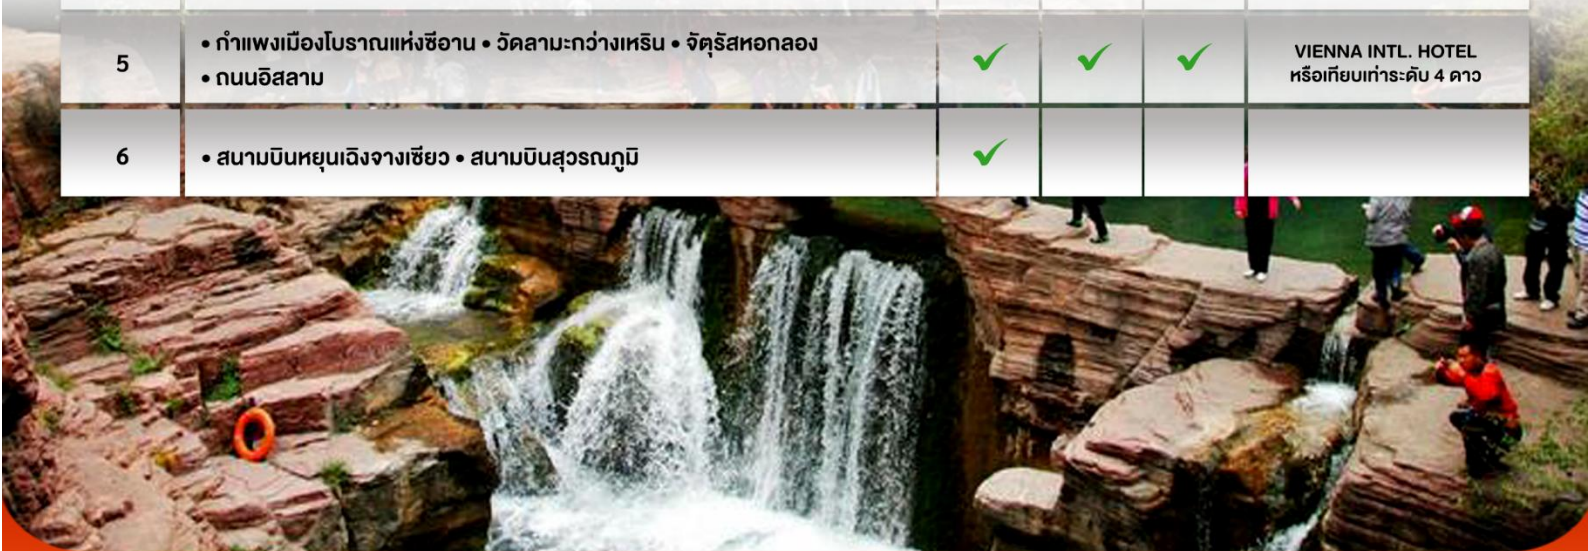 5
• กำแพงเมืองโบราณแห่งซีอาน • วัดลามะกว่างเหริน • จัตุรัสหอกลอง
• ถนนอิสลาม
VIENNA INTL. HOTEL
หรือเทียบเท่าระดับ 4 ดาว
6
• สนามบินหยุนเฉิงจางเซียว • สนามบินสุวรรณภูมิ